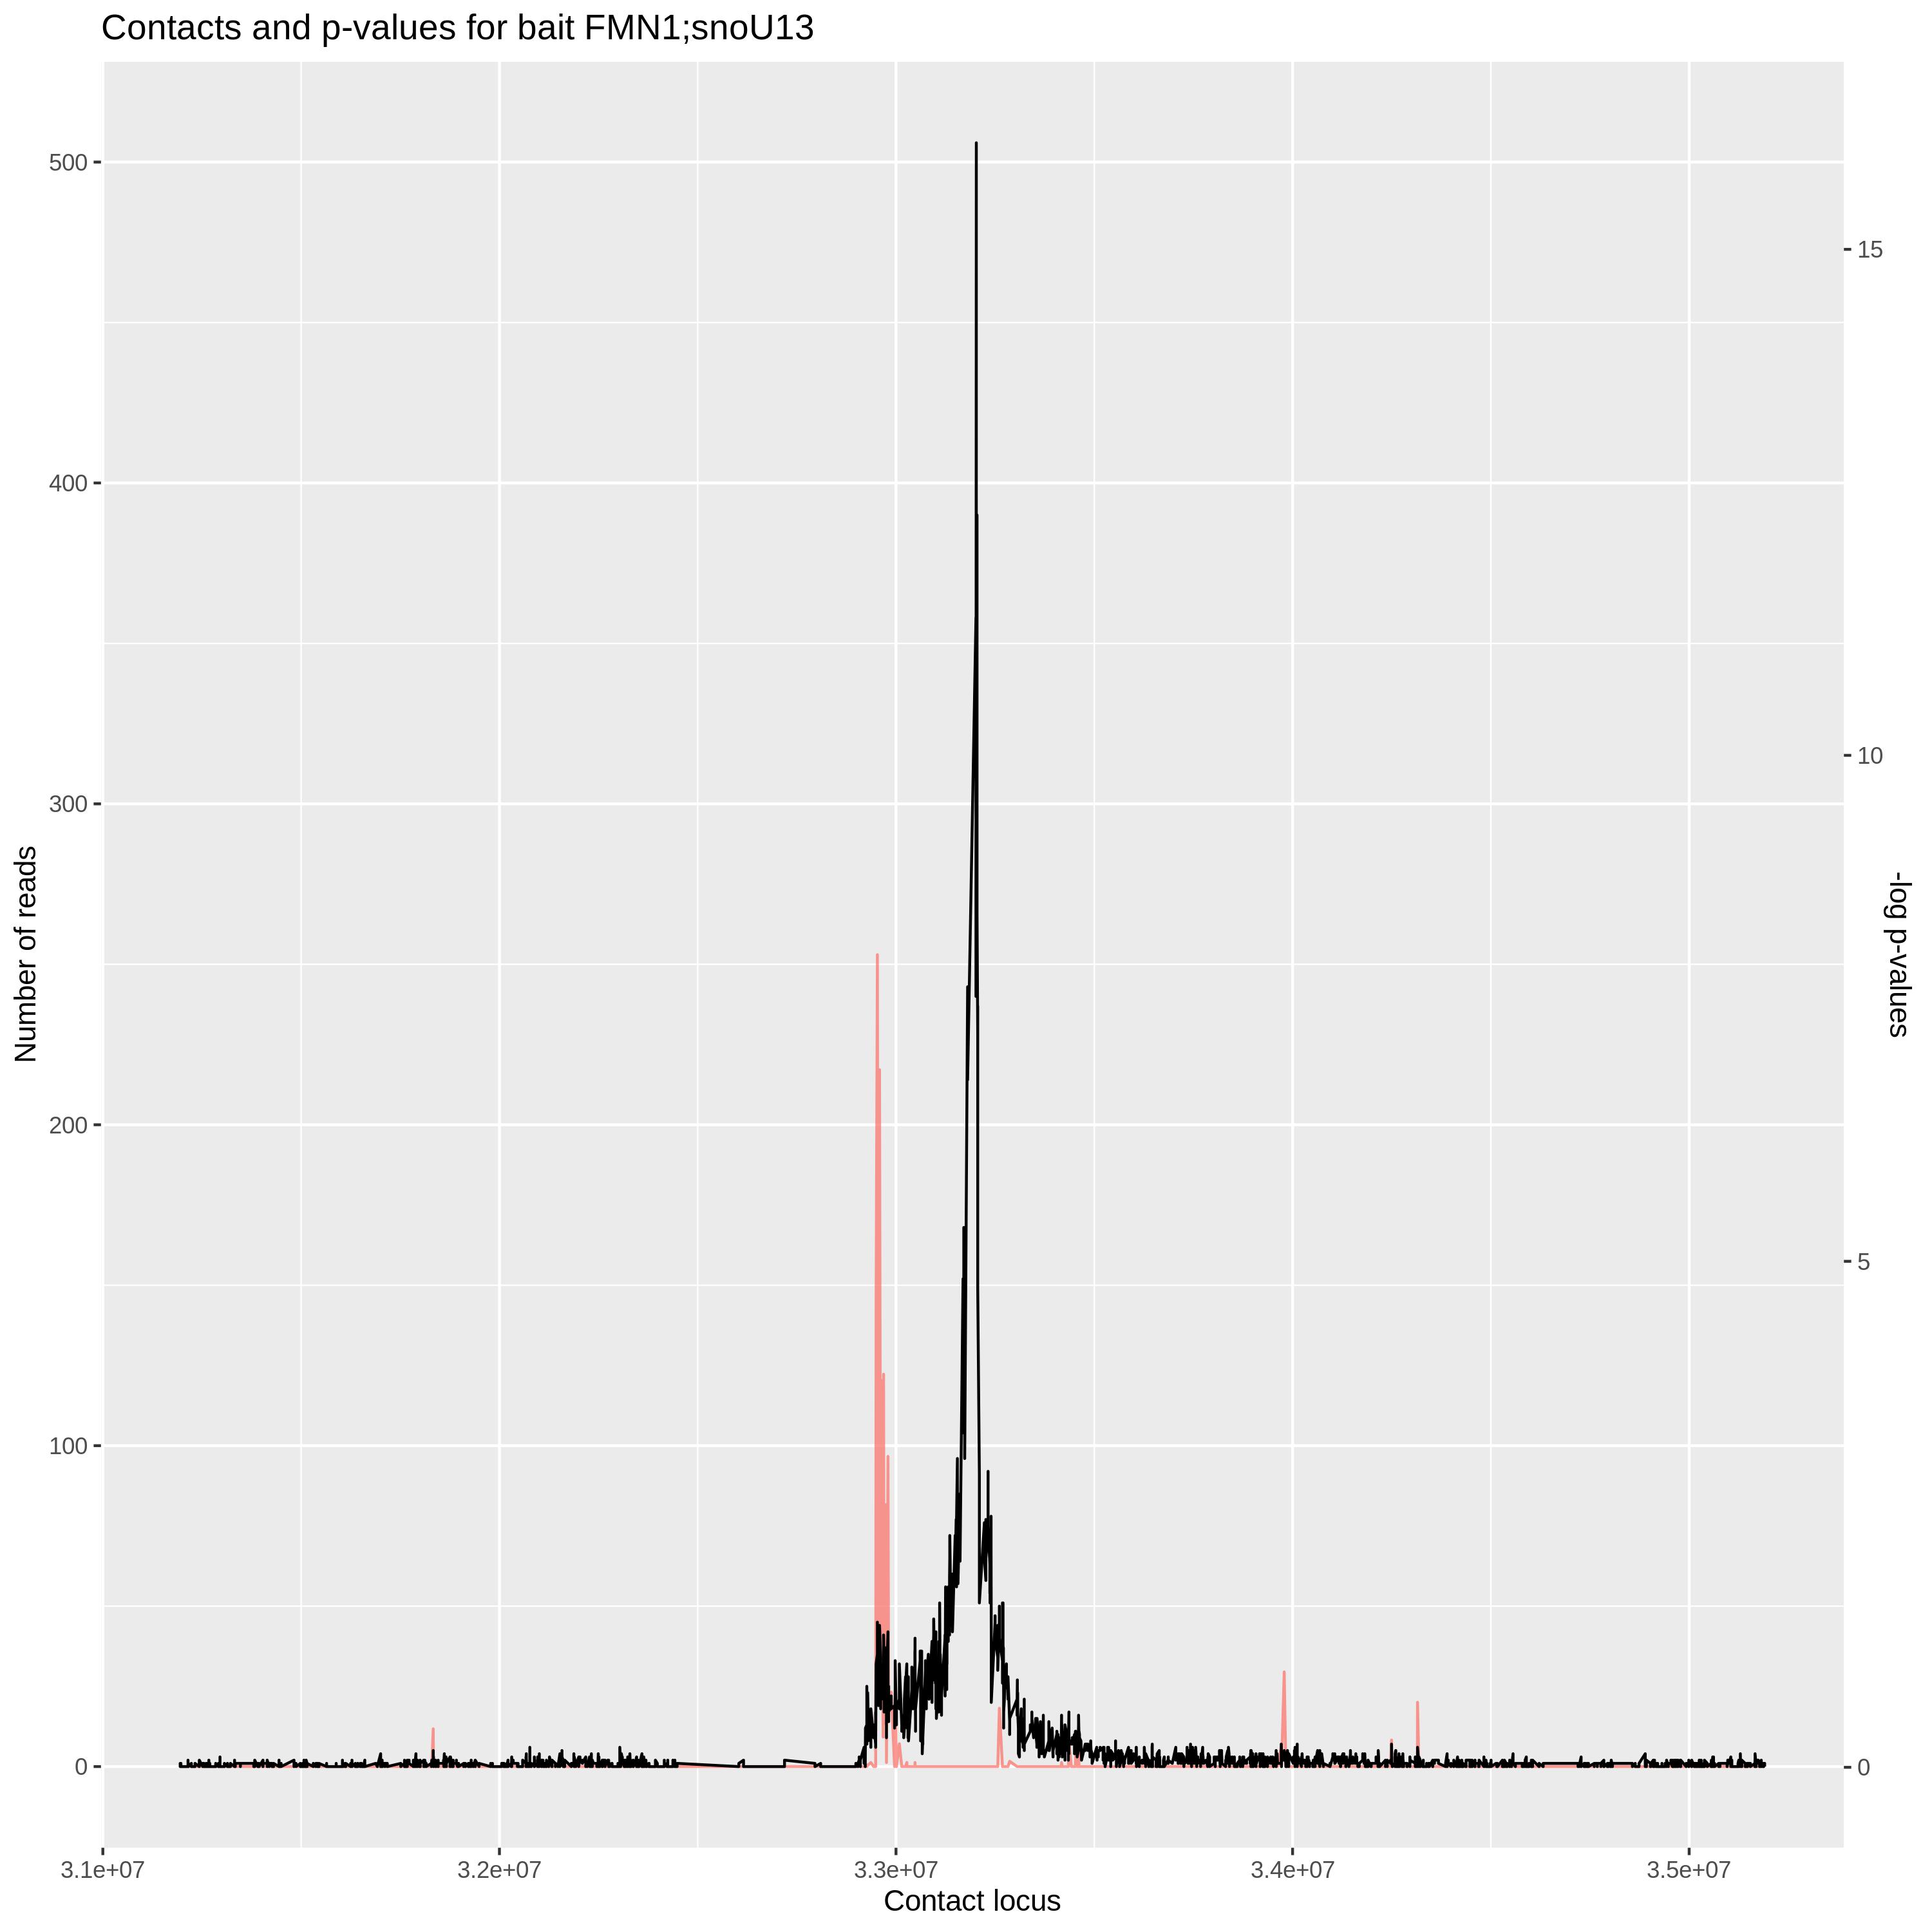 Contacts and p-values for bait FMN1;snoU13
500
400
300
200
100
0
Number of reads
15
10
5
0
-log p-values
3.1e+07 3.2e+07 3.3e+07 3.4e+07 3.5e+07
Contact locus